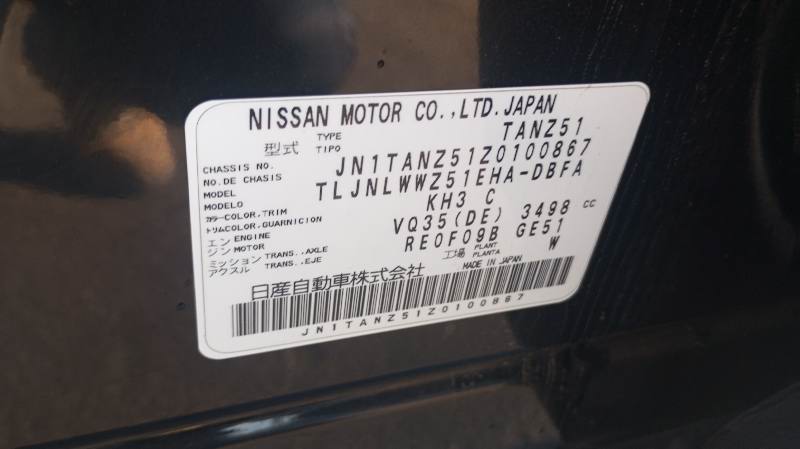 NISSAN MOTOR CO.,LTD.JAPAN
型式 TYPE TIPO TANZ51
CHASSIS NO. NO.DE CHASIS JN1TANZ51Z0100867
MODEL MODELO TLJNLWWZ51EHA-DBFA
カラー COLOR,TRIM トリム COLOR,GUARNICION KH3 C
エンジン ENGINE MOTOR VQ35(DE) 3498 cc
ミッション TRANS.,AXLE アクスル TRANS.,EJE RE0F09B GE51
工場 PLANT PLANTA W
日産自動車株式会社 MADE IN JAPAN
JN1TANZ51Z0100867